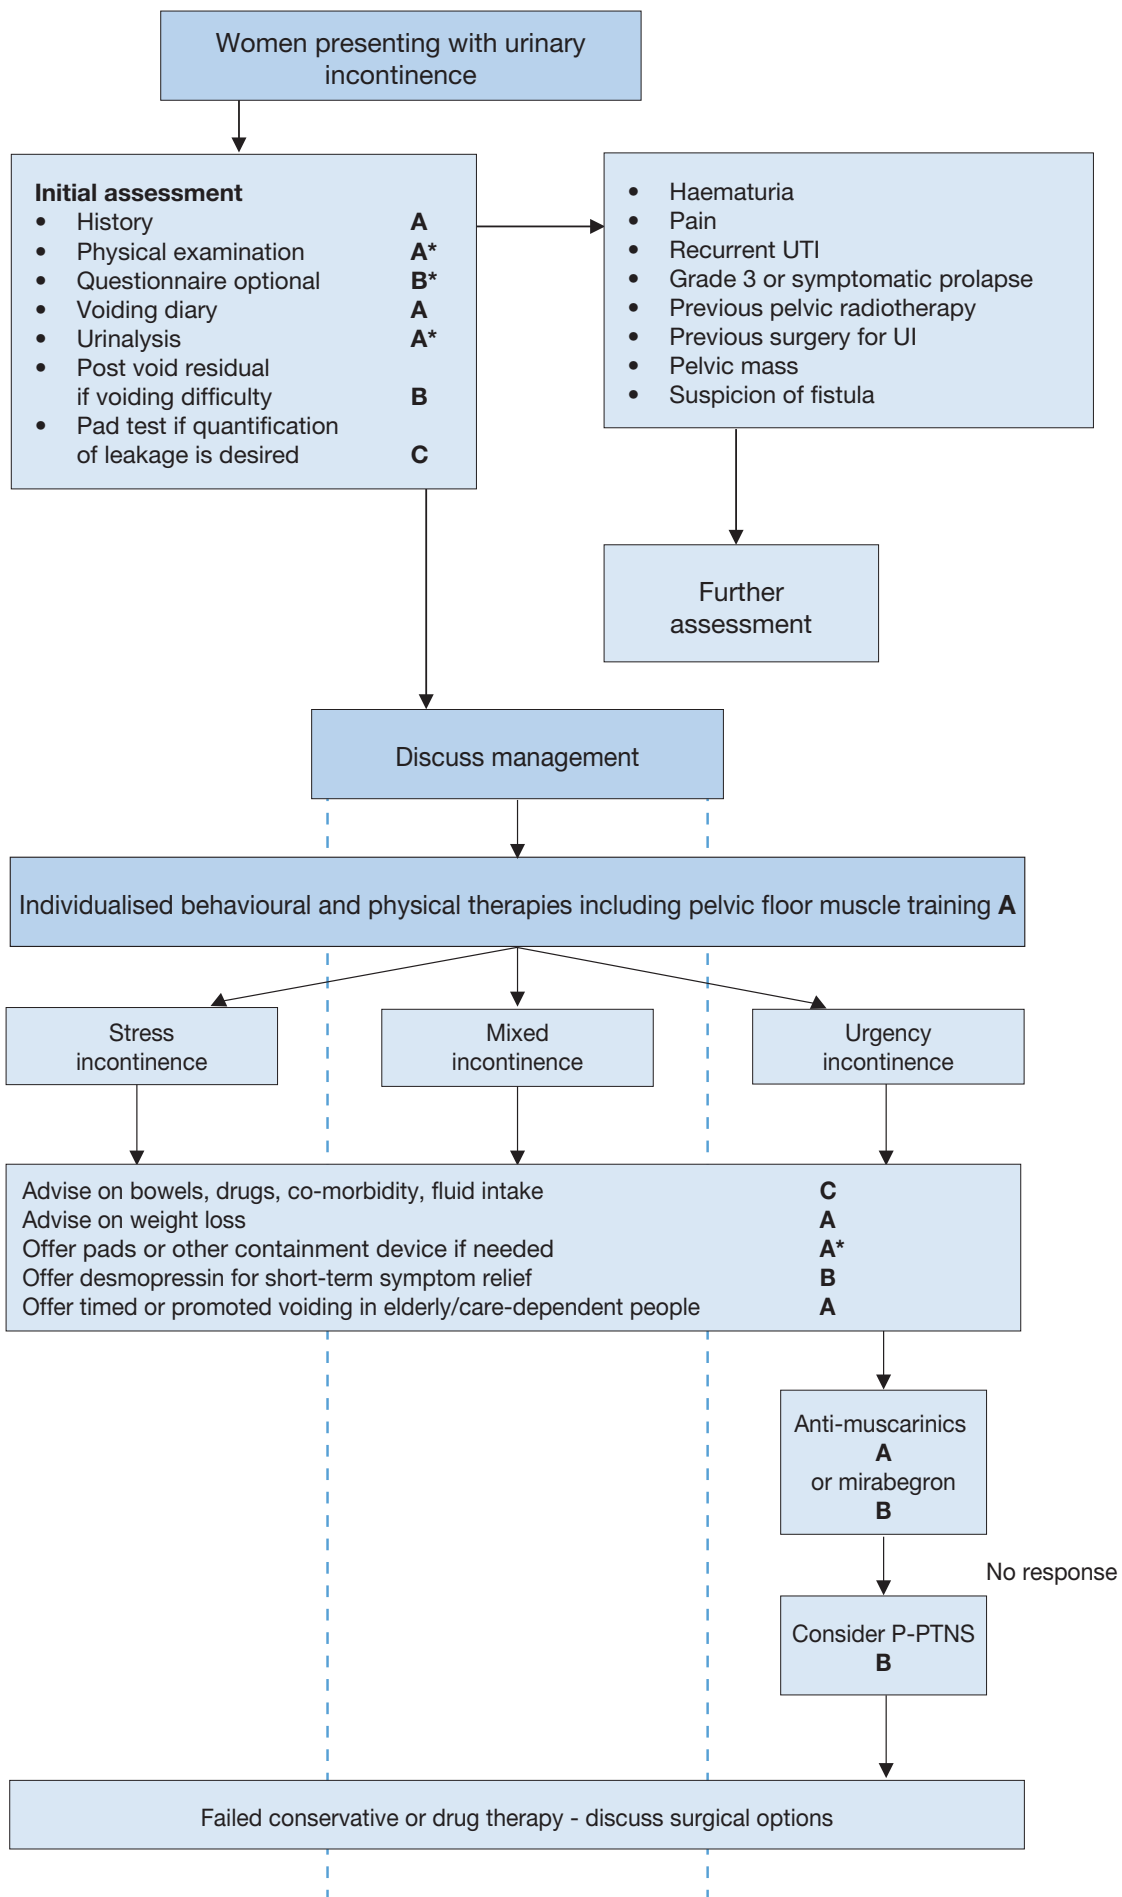 Women presenting with urinary
incontinence
Initial assessment
• History A
• Physical examination A*
• Questionnaire optional B*
• Voiding diary A
• Urinalysis A*
• Post void residual
if voiding difficulty B
• Pad test if quantification
of leakage is desired C
• Haematuria
• Pain
• Recurrent UTI
• Grade 3 or symptomatic prolapse
• Previous pelvic radiotherapy
• Previous surgery for UI
• Pelvic mass
• Suspicion of fistula
Further
assessment
Discuss management
Individualised behavioural and physical therapies including pelvic floor muscle training A
Stress
incontinence
Mixed
incontinence
Urgency
incontinence
Advise on bowels, drugs, co-morbidity, fluid intake C
Advise on weight loss A
Offer pads or other containment device if needed A*
Offer desmopressin for short-term symptom relief B
Offer timed or promoted voiding in elderly/care-dependent people A
Anti-muscarinics
A
or mirabegron
B
No response
Consider P-PTNS
B
Failed conservative or drug therapy - discuss surgical options